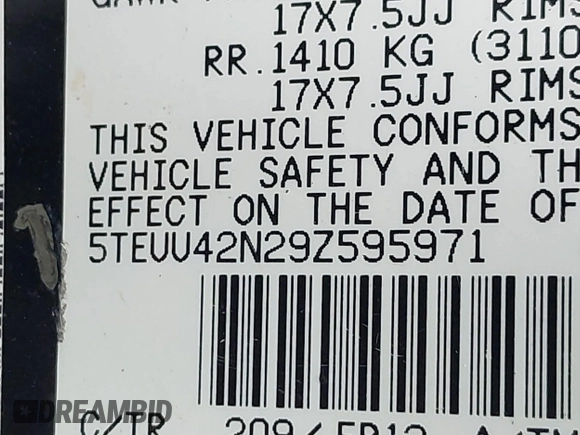 17X7.5JJ RIMS
RR.1410 KG (3110
17X7.5JJ RIMS
THIS VEHICLE CONFORMS
VEHICLE SAFETY AND TH
EFFECT ON THE DATE OF
5TEUU42N29Z595971
C/TR
DREAMBID